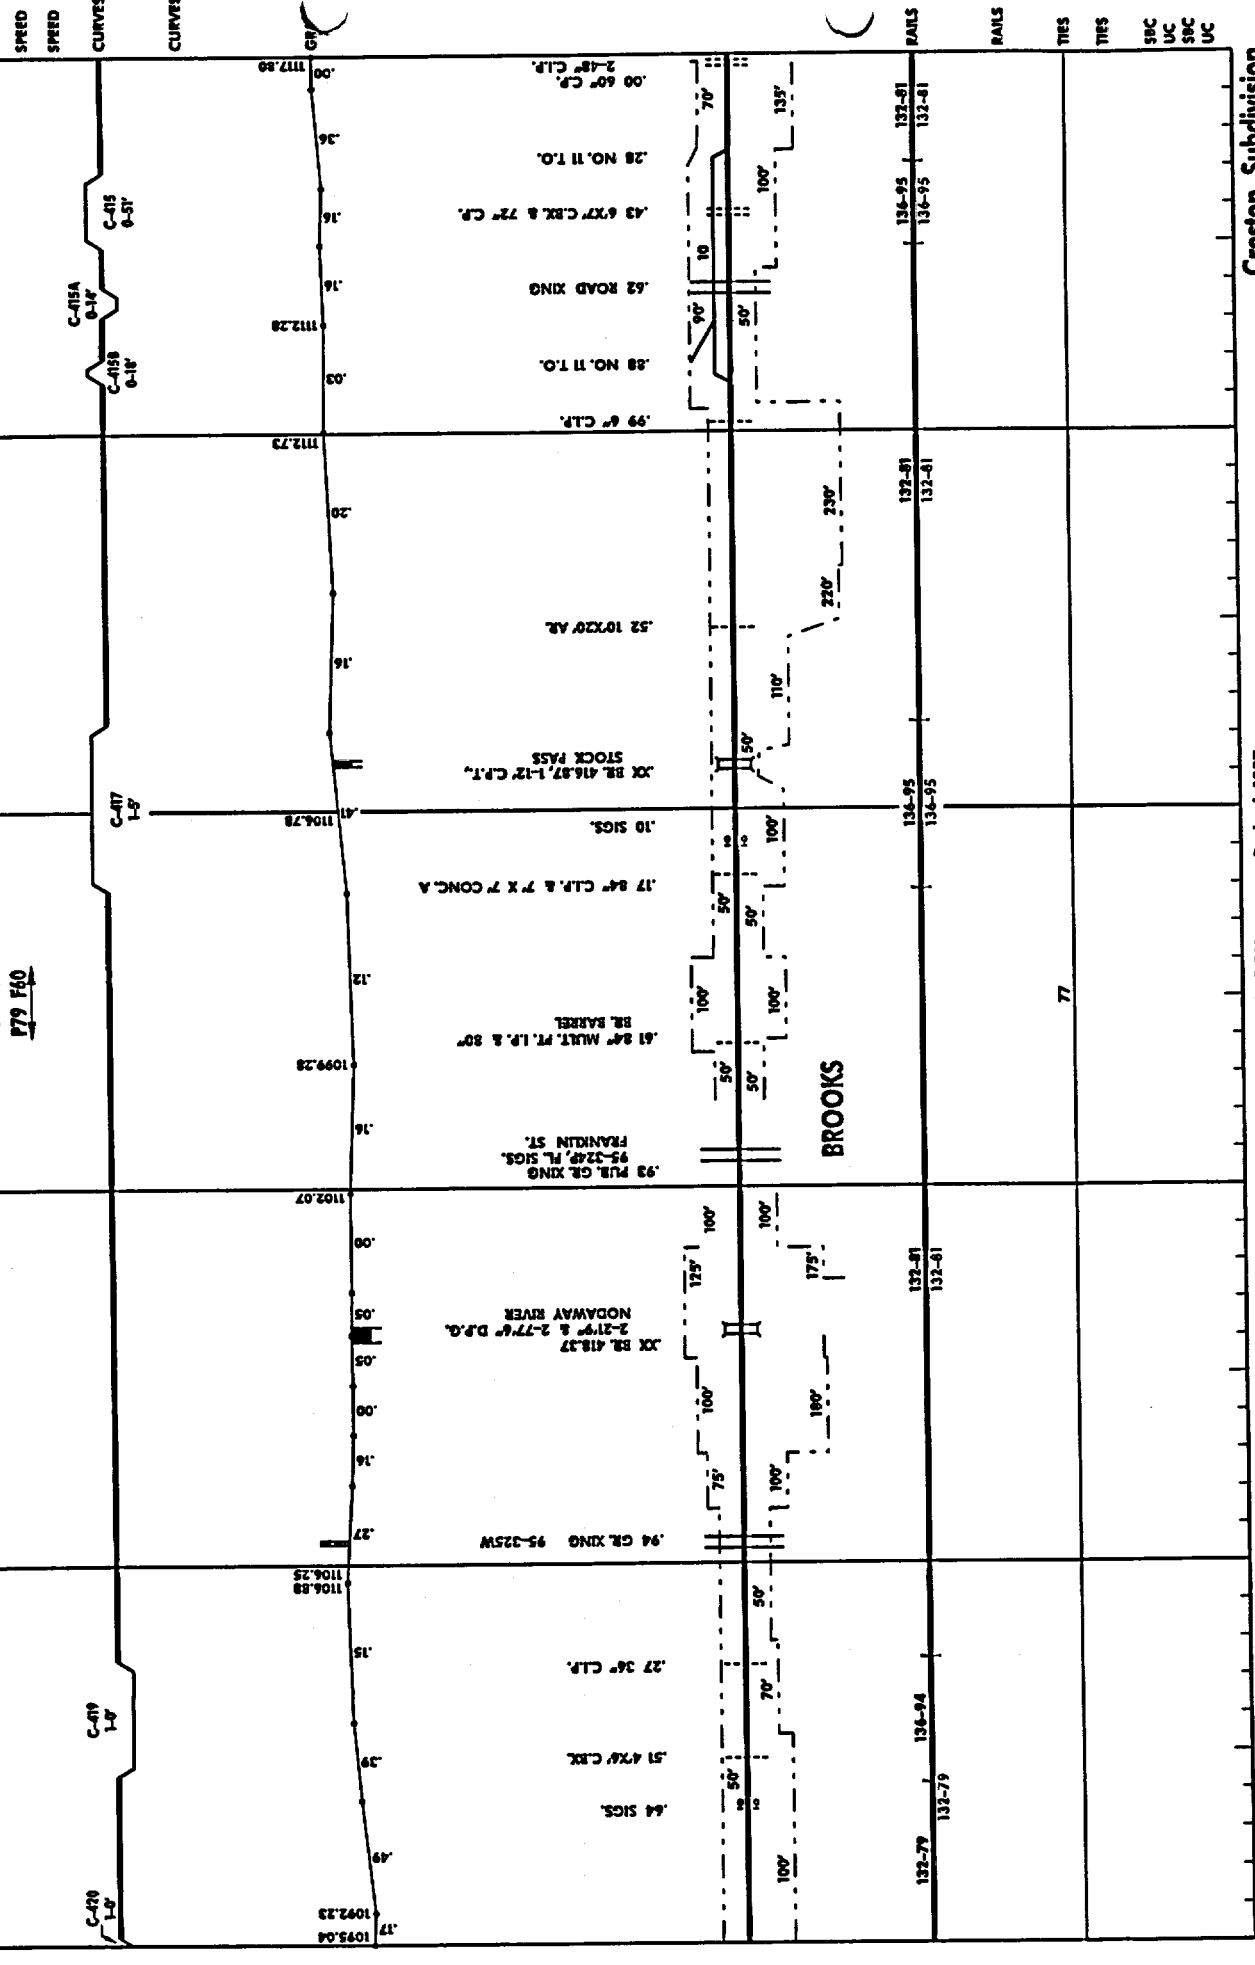 SPEED
SPEED
CURVES
CURVES
RAILS
RAILS
TIES
TIES
SBC
UC
SBC
UC
P79 F60
C-415
0-51'
C-415A
0-14'
C-415B
0-18'
C-417
1-5'
C-419
1-0'
C-420
1-0'
1117.80
.00
.36
.16
.16
1112.28
.03
1112.73
.20
.16
.41
1106.78
.12
1099.28
.16
1102.07
.00
.05
.05
.00
.16
.27
1106.25
1106.88
.15
.39
.49
1092.23
.17
1095.04
.00 60" C.P.
2-48" C.I.P.
.28 NO. 11 T.O.
.43 6'X7' C.BX. & 72" C.P.
.62 ROAD XING
.88 NO. 11 T.O.
.99 6" C.I.P.
.52 10'X20' AR.
.XX BR. 416.87, 1-12' C.P.T.,
STOCK PASS
.10 SIGS.
.17 84" C.I.P. & 7' X 7' CONC. A
.61 84" MULT. PT. I.P. & 80"
BR. BARREL
.93 PUB. GR. XING
95-324P, FL. SIGS.
FRANKLIN ST.
.XX BR. 418.37
2-21'9" & 2-77'6" D.P.G.
NODAWAY RIVER
.94 GR. XING 95-325W
.27 36" C.I.P.
.51 4'X6' C.BX.
.64 SIGS.
70'
135'
100'
10
90'
50'
230'
220'
110'
50'
100'
50'
50'
100'
100'
50'
50'
BROOKS
100'
100'
125'
175'
100'
180'
75'
100'
50'
70'
50'
100'
132-81
132-81
136-95
136-95
132-81
132-81
136-95
136-95
132-81
132-81
136-94
132-79
132-79
77
Creston Subdivision